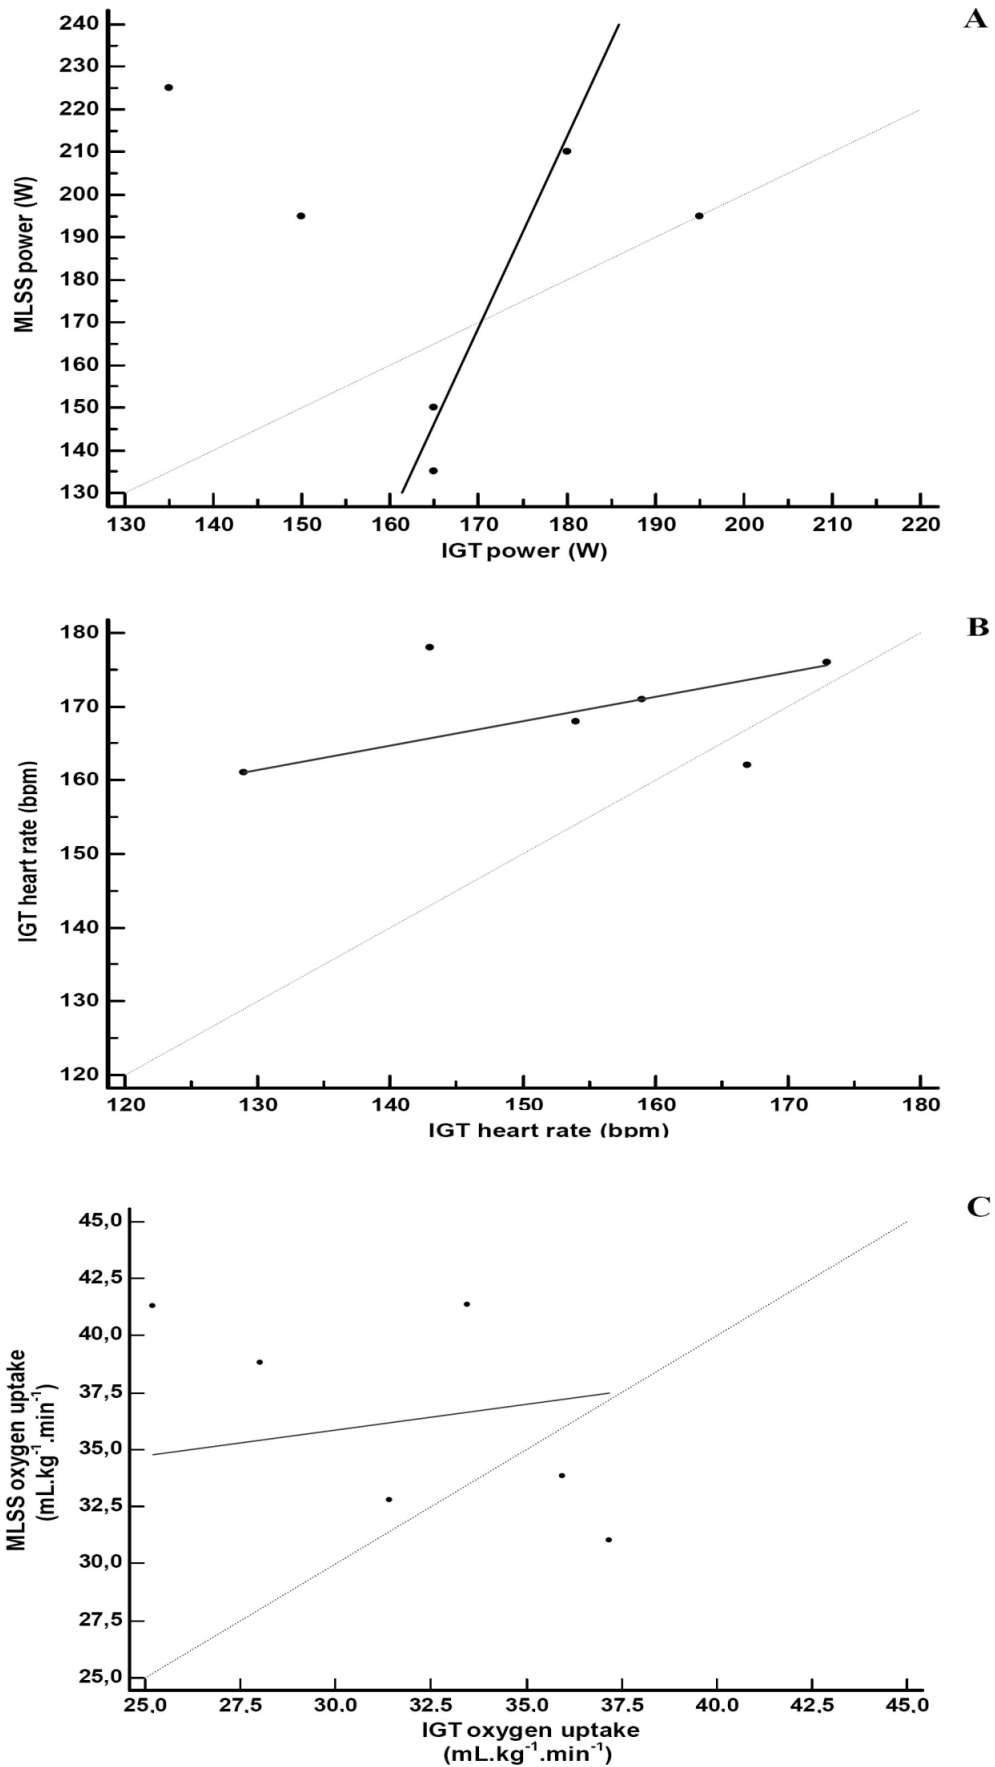 A
240
230
220
210
200
190
180
170
160
150
140
130
MLSS power (W)
130 140 150 160 170 180 190 200 210 220
IGT power (W)
B
180
170
160
150
140
130
120
IGT heart rate (bpm)
120 130 140 150 160 170 180
IGT heart rate (bpm)
C
45,0
42,5
40,0
37,5
35,0
32,5
30,0
27,5
25,0
MLSS oxygen uptake
(mL.kg⁻¹.min⁻¹)
25.0 27.5 30.0 32.5 35.0 37.5 40.0 42.5 45.0
IGT oxygen uptake
(mL.kg⁻¹.min⁻¹)